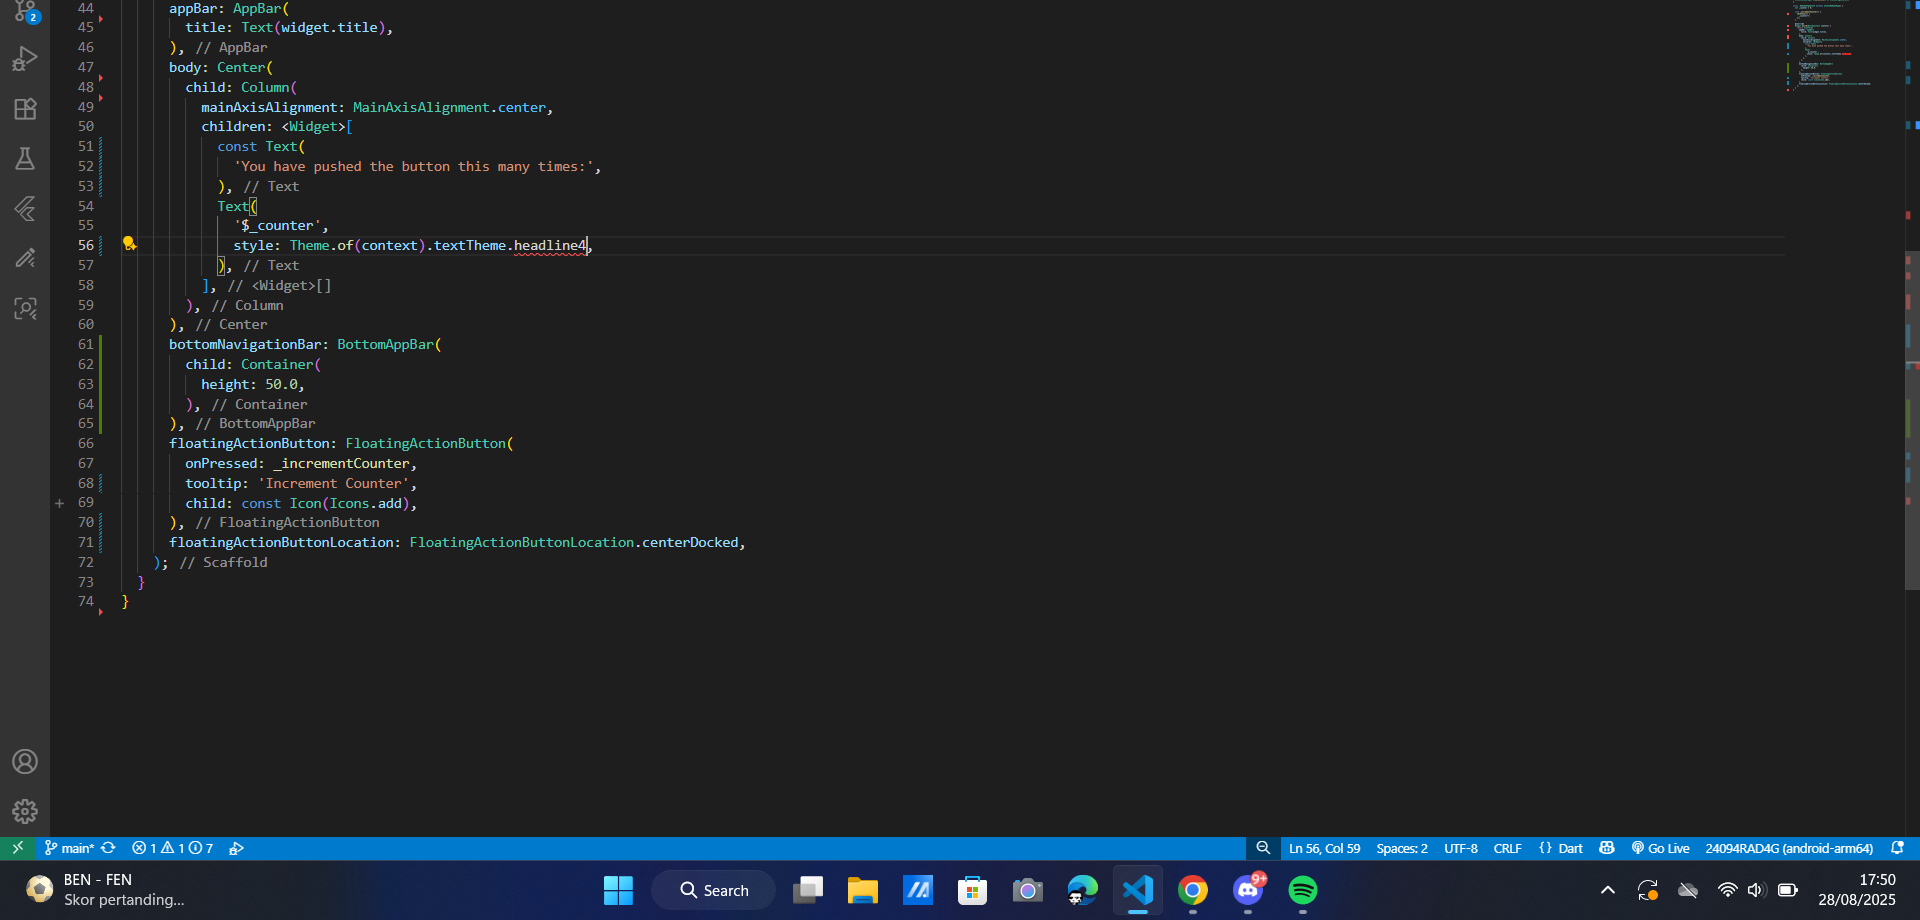 2
44 appBar: AppBar(
45 title: Text(widget.title),
46 ), // AppBar
47 body: Center(
48 child: Column(
49 mainAxisAlignment: MainAxisAlignment.center,
50 children: <Widget>[
51 const Text(
52 'You have pushed the button this many times:',
53 ), // Text
54 Text(
55 '$_counter',
56 style: Theme.of(context).textTheme.headline4,
57 ), // Text
58 ], // <Widget>[]
59 ), // Column
60 ), // Center
61 bottomNavigationBar: BottomAppBar(
62 child: Container(
63 height: 50.0,
64 ), // Container
65 ), // BottomAppBar
66 floatingActionButton: FloatingActionButton(
67 onPressed: _incrementCounter,
68 tooltip: 'Increment Counter',
69 child: const Icon(Icons.add),
70 ), // FloatingActionButton
71 floatingActionButtonLocation: FloatingActionButtonLocation.centerDocked,
72 ); // Scaffold
73 }
74 }
main* 1 1 7 Ln 56, Col 59 Spaces: 2 UTF-8 CRLF {} Dart Go Live 24094RAD4G (android-arm64)
BEN - FEN
Skor pertanding...
Search
9+
17:50
28/08/2025